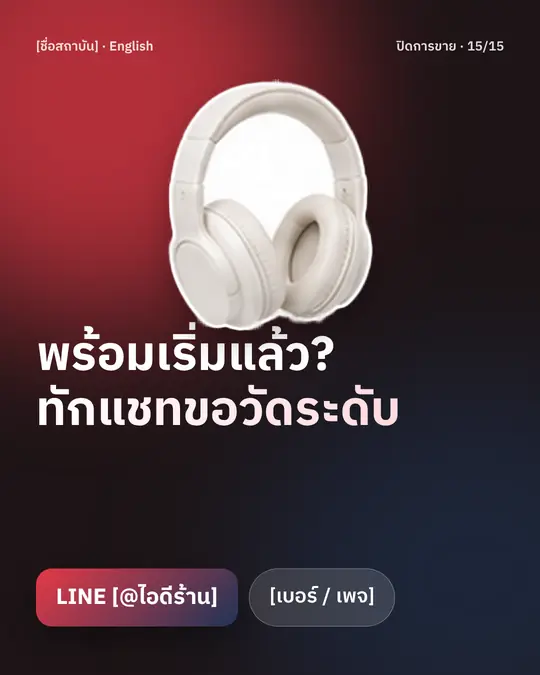 [ชื่อสถาบัน] · English
ปิดการขาย · 15/15
พร้อมเริ่มแล้ว?
ทักแชทขอวัดระดับ
LINE [@ไอดีร้าน]
[เบอร์ / เพจ]